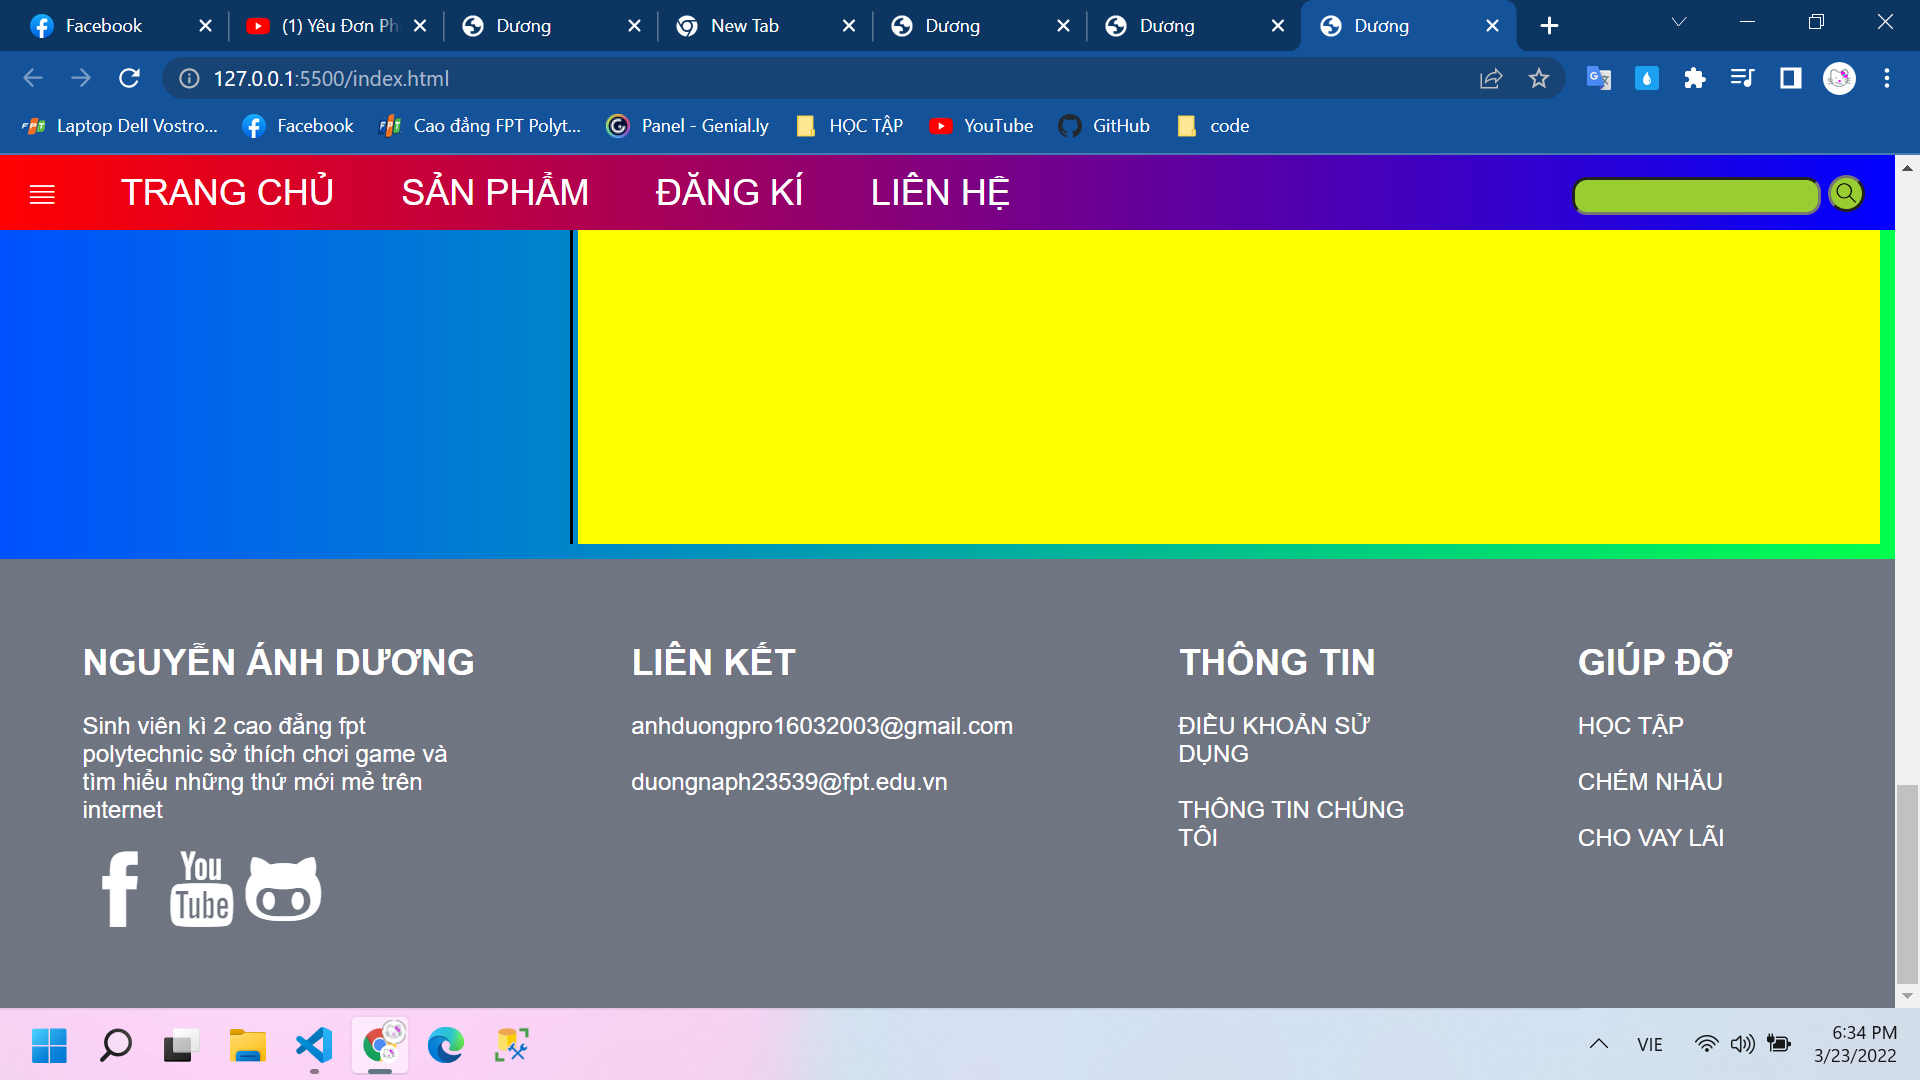 Facebook
(1) Yêu Đơn Ph
Dương
New Tab
Dương
Dương
Dương
127.0.0.1:5500/index.html
Laptop Dell Vostro...
Facebook
Cao đẳng FPT Polyt...
Panel - Genial.ly
HỌC TẬP
YouTube
GitHub
code
TRANG CHỦ
SẢN PHẨM
ĐĂNG KÍ
LIÊN HỆ
NGUYỄN ÁNH DƯƠNG
Sinh viên kì 2 cao đẳng fpt
polytechnic sở thích chơi game và
tìm hiểu những thứ mới mẻ trên
internet
You
Tube
LIÊN KẾT
anhduongpro16032003@gmail.com
duongnaph23539@fpt.edu.vn
THÔNG TIN
ĐIỀU KHOẢN SỬ
DỤNG
THÔNG TIN CHÚNG
TÔI
GIÚP ĐỠ
HỌC TẬP
CHÉM NHĂU
CHO VAY LÃI
VIE
6:34 PM
3/23/2022